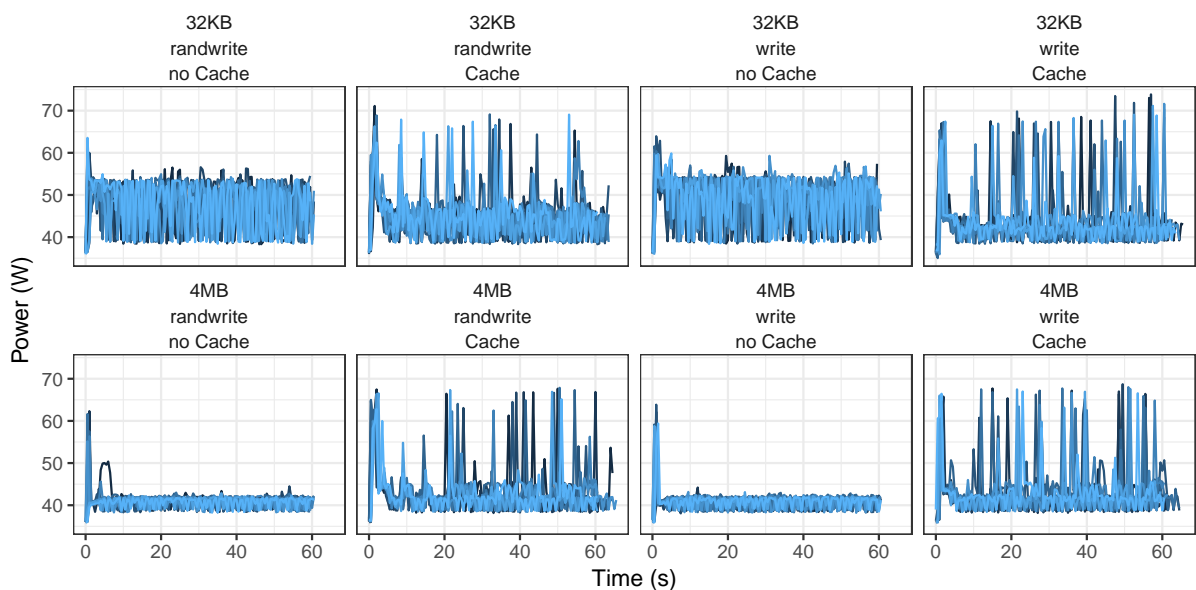 32KB
randwrite
no Cache
32KB
randwrite
Cache
32KB
write
no Cache
32KB
write
Cache
70
60
50
40
4MB
randwrite
no Cache
4MB
randwrite
Cache
4MB
write
no Cache
4MB
write
Cache
70
60
50
40
0 20 40 60
0 20 40 60
0 20 40 60
0 20 40 60
Time (s)
Power (W)